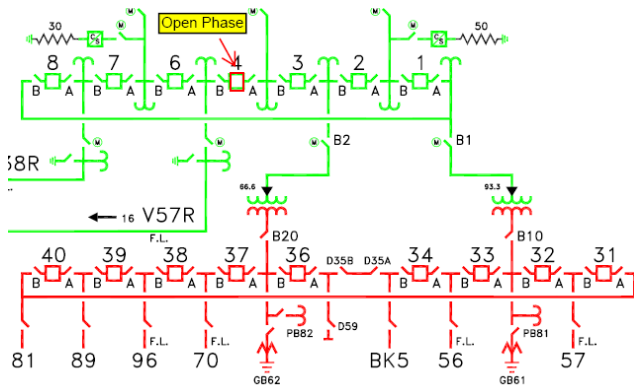 30
M
C/S
M
M
Open Phase
M
M
C/S
M
50
8
7
6
4
3
2
1
B A B A B A B A B A B A B A
M
M
M B2
M B1
38R
66.6
93.3
16 V57R
F.L.
B20
B10
40 39 38 37 36 D35B D35A 34 33 32 31
B A B A B A B A B A B A B A B A B A
PB82
D59
PB81
F.L. F.L. F.L. F.L.
81 89 96 70 BK5 56 57
GB62
GB61